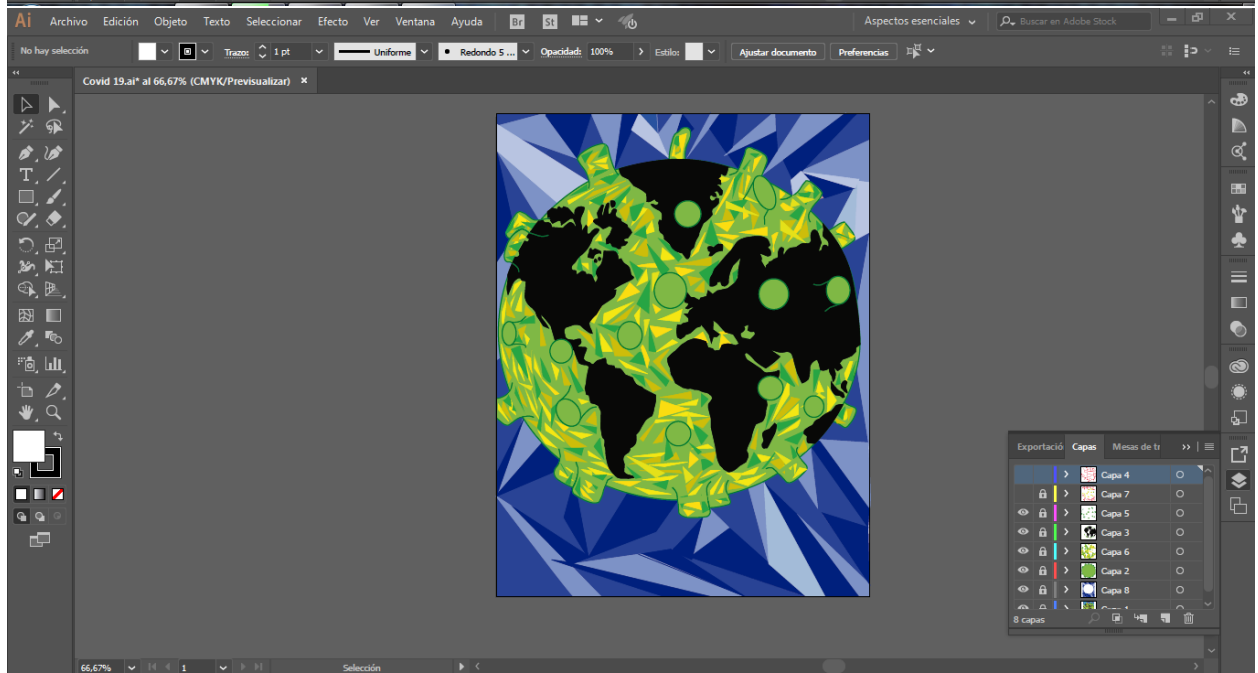 Ai Archivo Edición Objeto Texto Seleccionar Efecto Ver Ventana Ayuda Br St Aspectos esenciales Buscar en Adobe Stock
No hay selección Trazo: 1 pt Uniforme Redondo 5 ... Opacidad: 100% Estilo: Ajustar documento Preferencias
Covid 19.ai* al 66,67% (CMYK/Previsualizar) ×
Exportació Capas Mesas de tr
Capa 4
Capa 7
Capa 5
Capa 3
Capa 6
Capa 2
Capa 8
Capa 1
8 capas
66,67% 1 Selección